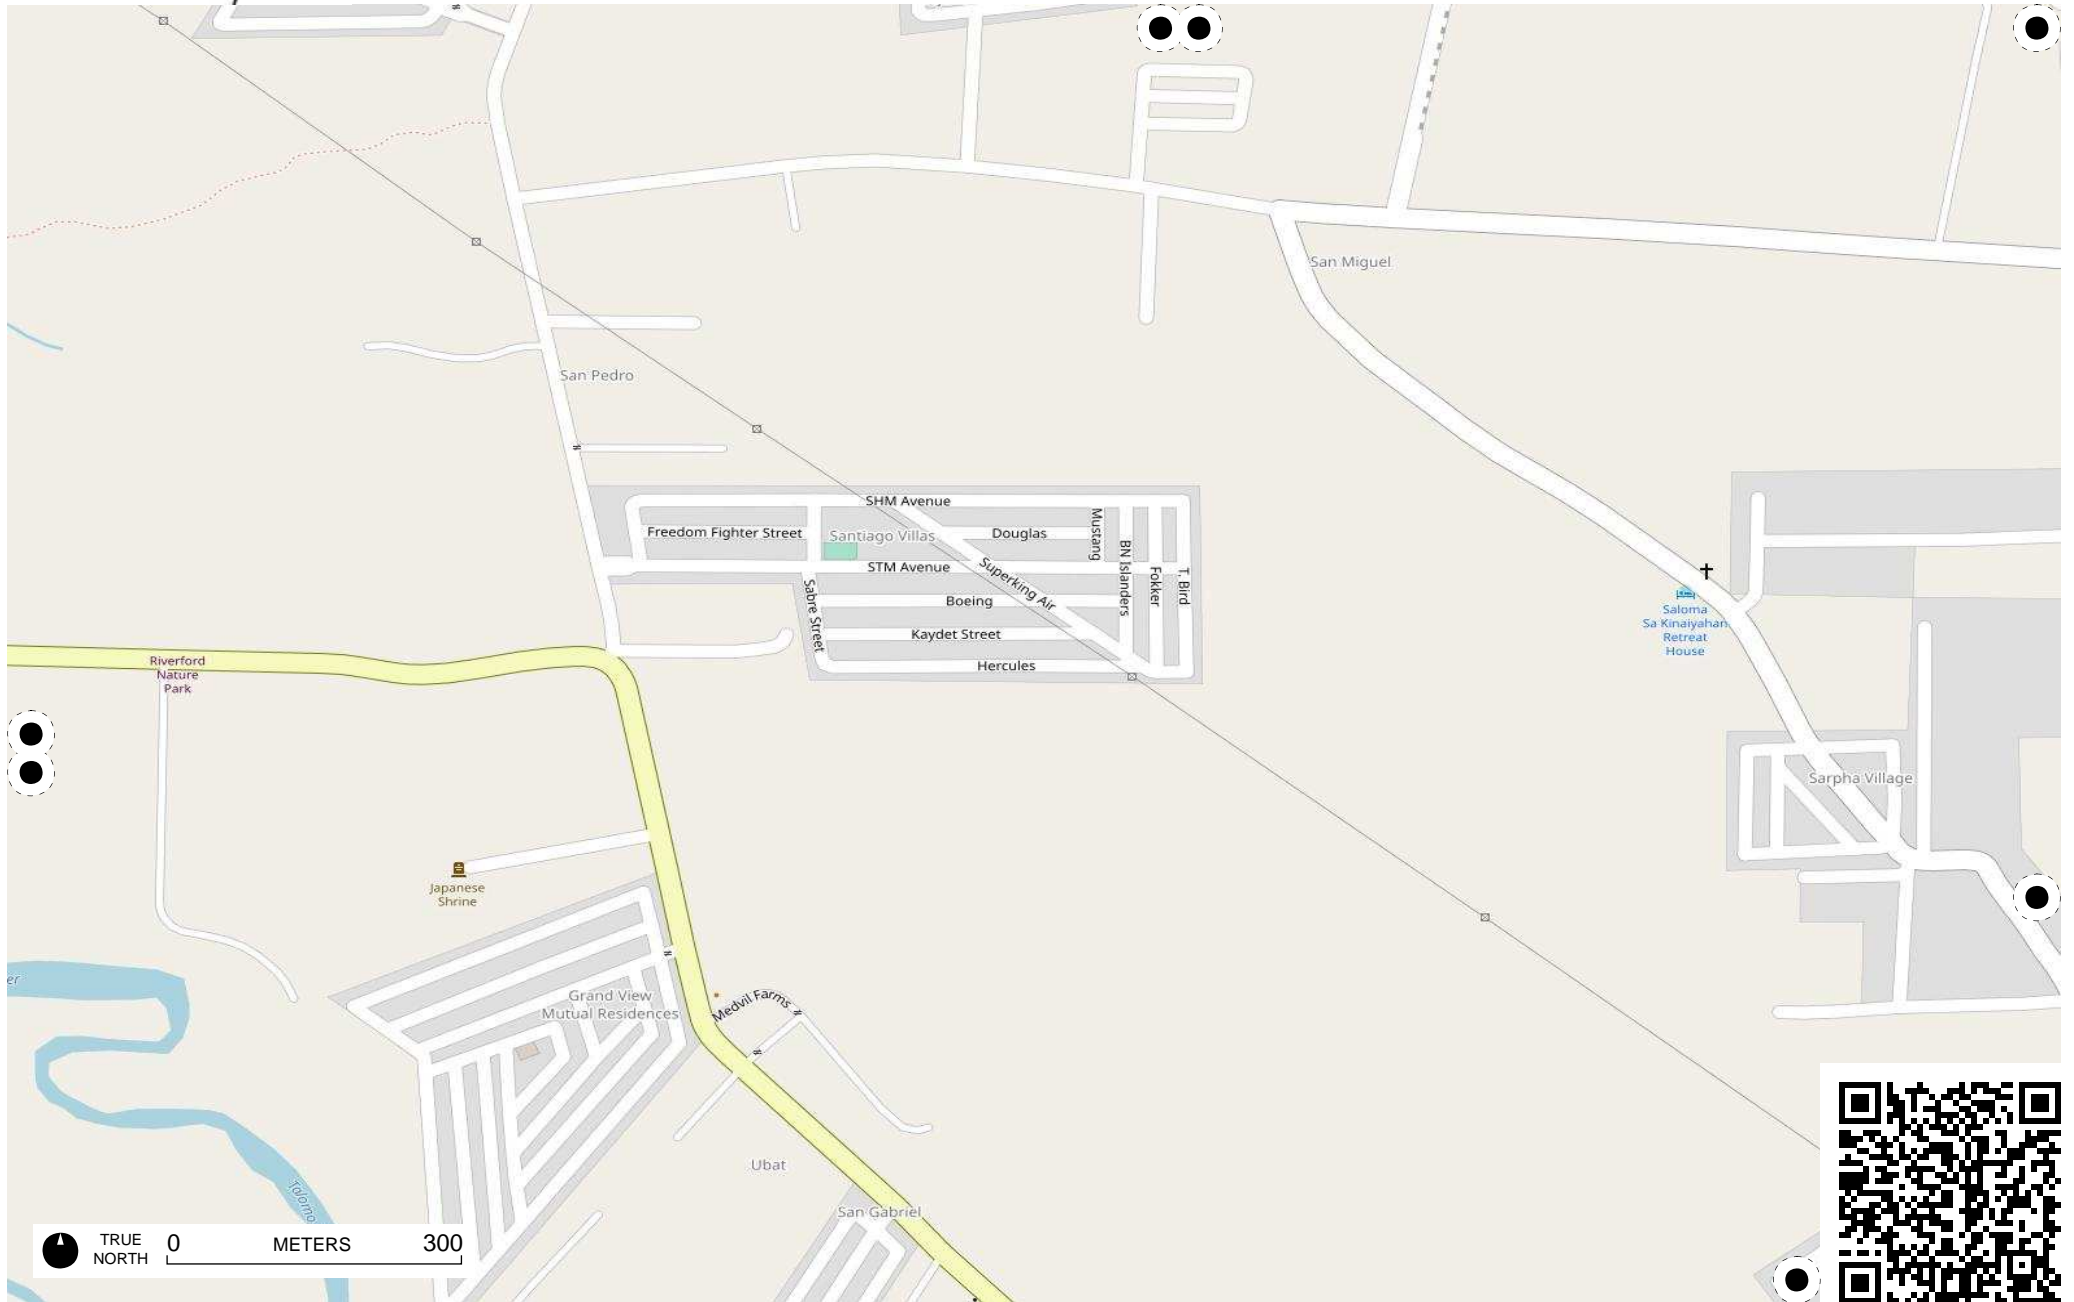 San Miguel
San Pedro
SHM Avenue
Freedom Fighter Street
Santiago Villas
Douglas
Mustang
BN Islanders
STM Avenue
Superking Air
Fokker
T. Bird
Sabre Street
Boeing
Kaydet Street
Hercules
Saloma
Sa Kinaiyahan
Retreat
House
Riverford
Nature
Park
Sarpha Village
Japanese
Shrine
er
Grand View
Mutual Residences
Medvil Farms
Ubat
Talomo
San Gabriel
TRUE
NORTH
0 METERS 300